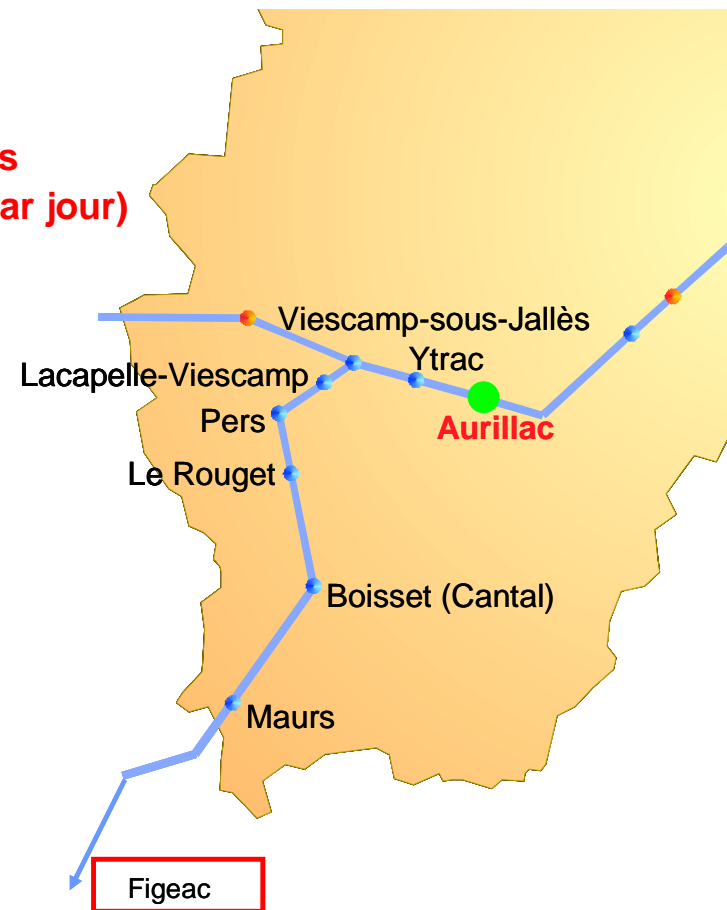 s
ar jour)
Viescamp-sous-Jallès
Ytrac
Lacapelle-Viescamp
Pers
Aurillac
Le Rouget
Boisset (Cantal)
Maurs
Figeac